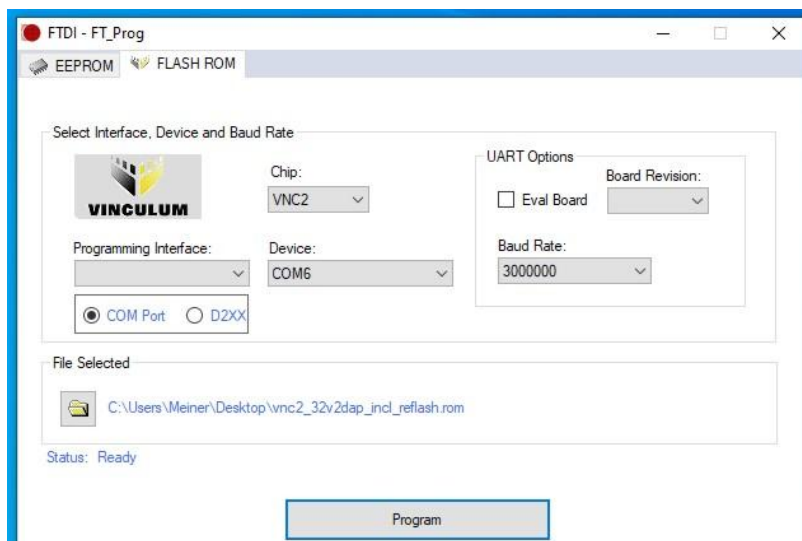 FTDI - FT_Prog
EEPROM FLASH ROM
Select Interface, Device and Baud Rate
VINCULUM
Chip:
VNC2
UART Options
Board Revision:
Eval Board
Programming Interface:
Device:
COM6
Baud Rate:
3000000
COM Port D2XX
File Selected
C:\Users\Meiner\Desktop\vnc2_32v2dap_incl_reflash.rom
Status: Ready
Program